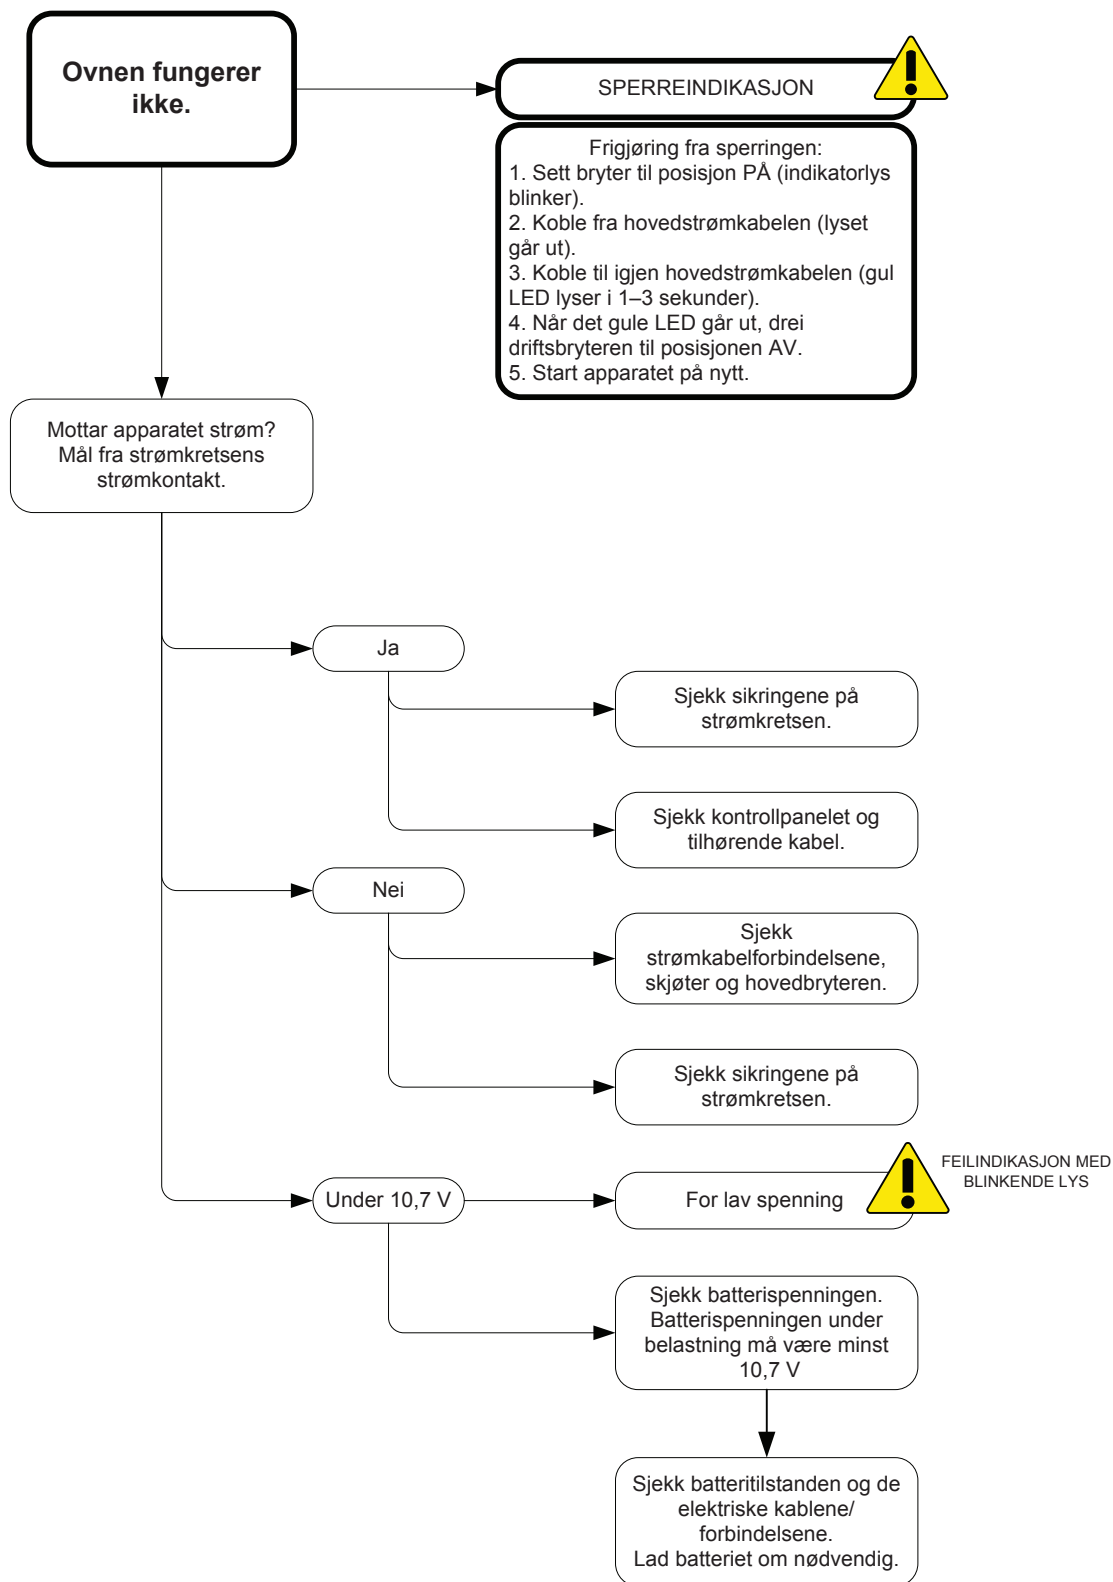 Ovnen fungerer
ikke.
SPERREINDIKASJON
Frigjøring fra sperringen:
1. Sett bryter til posisjon PÅ (indikatorlys
blinker).
2. Koble fra hovedstrømkabelen (lyset
går ut).
3. Koble til igjen hovedstrømkabelen (gul
LED lyser i 1–3 sekunder).
4. Når det gule LED går ut, drei
driftsbryteren til posisjonen AV.
5. Start apparatet på nytt.
Mottar apparatet strøm?
Mål fra strømkretsens
strømkontakt.
Ja
Sjekk sikringene på
strømkretsen.
Sjekk kontrollpanelet og
tilhørende kabel.
Nei
Sjekk
strømkabelforbindelsene,
skjøter og hovedbryteren.
Sjekk sikringene på
strømkretsen.
Under 10,7 V
For lav spenning
FEILINDIKASJON MED
BLINKENDE LYS
Sjekk batterispenningen.
Batterispenningen under
belastning må være minst
10,7 V
Sjekk batteritilstanden og de
elektriske kablene/
forbindelsene.
Lad batteriet om nødvendig.